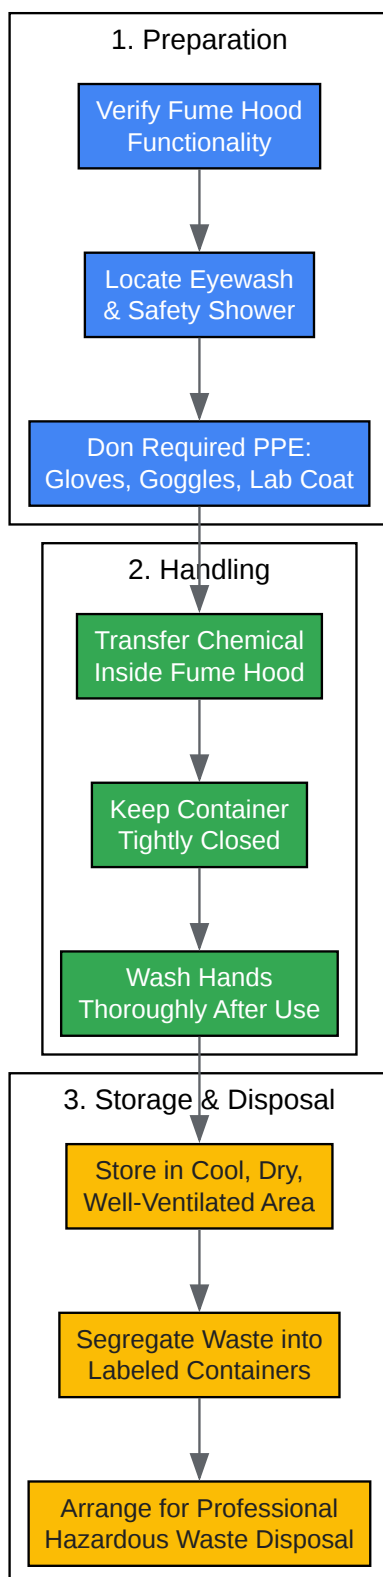 1. Preparation
Verify Fume Hood
Functionality
Locate Eyewash
& Safety Shower
Don Required PPE:
Gloves, Goggles, Lab Coat
2. Handling
Transfer Chemical
Inside Fume Hood
Keep Container
Tightly Closed
Wash Hands
Thoroughly After Use
3. Storage & Disposal
Store in Cool, Dry,
Well-Ventilated Area
Segregate Waste into
Labeled Containers
Arrange for Professional
Hazardous Waste Disposal